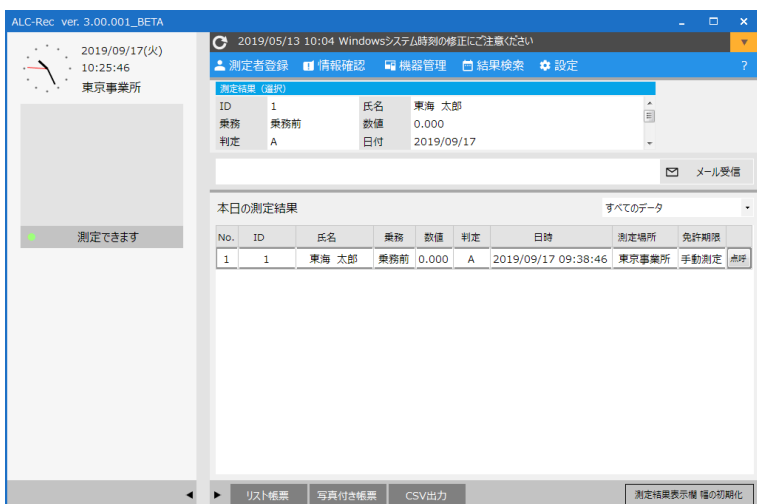 ALC-Rec ver. 3.00.001_BETA
2019/09/17(火)
10:25:46
東京事業所
測定できます
2019/05/13 10:04 Windowsシステム時刻の修正にご注意ください
測定者登録 情報確認 機器管理 結果検索 設定 ?
測定結果 (選択)
ID 1 氏名 東海 太郎
乗務 乗務前 数値 0.000
判定 A 日付 2019/09/17
メール受信
本日の測定結果 すべてのデータ
No. ID 氏名 乗務 数値 判定 日時 測定場所 免許期限
1 1 東海 太郎 乗務前 0.000 A 2019/09/17 09:38:46 東京事業所 手動測定 点呼
リスト帳票 写真付き帳票 CSV出力 測定結果表示欄 幅の初期化